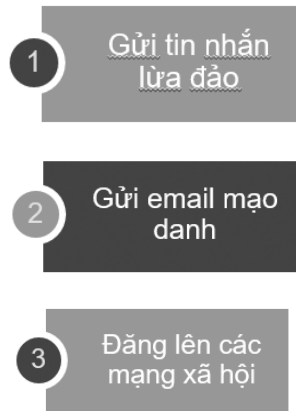 1
Gửi tin nhắn
lừa đảo
2
Gửi email mạo
danh
3
Đăng lên các
mạng xã hội